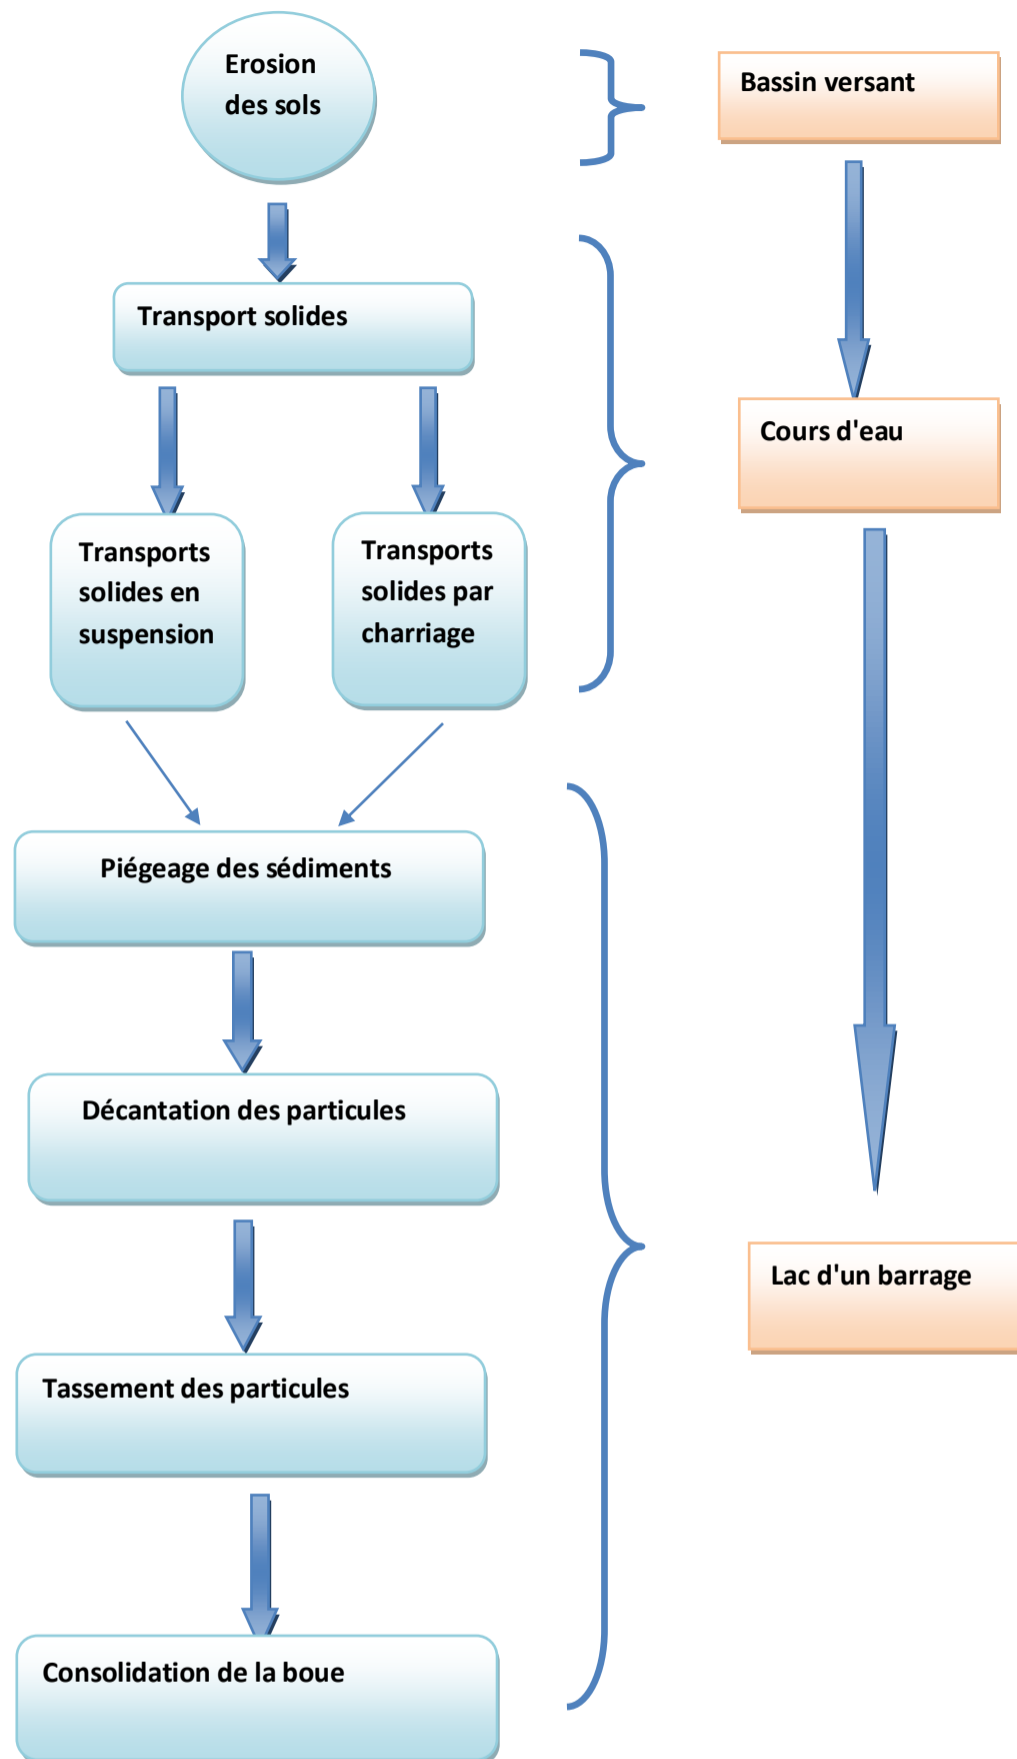 Erosion
des sols
Bassin versant
Transport solides
Cours d'eau
Transports
solides en
suspension
Transports
solides par
charriage
Piégeage des sédiments
Décantation des particules
Lac d'un barrage
Tassement des particules
Consolidation de la boue